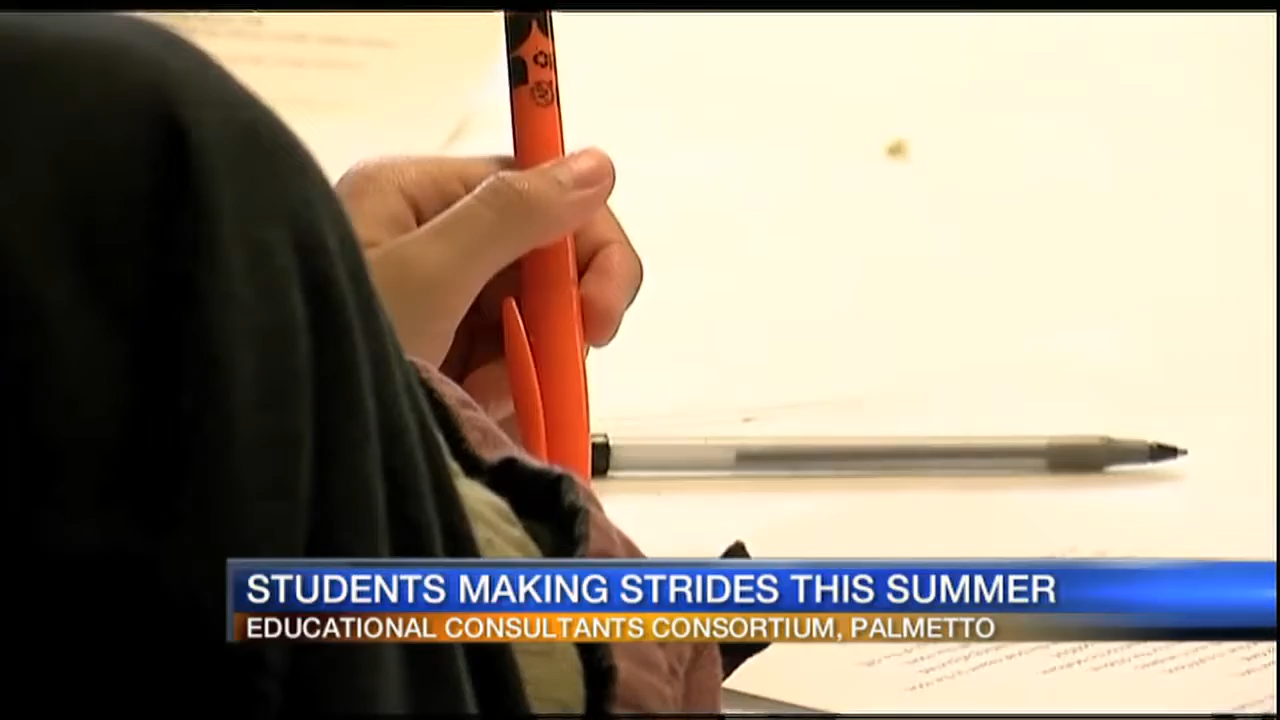 STUDENTS MAKING STRIDES THIS SUMMER
EDUCATIONAL CONSULTANTS CONSORTIUM, PALMETTO